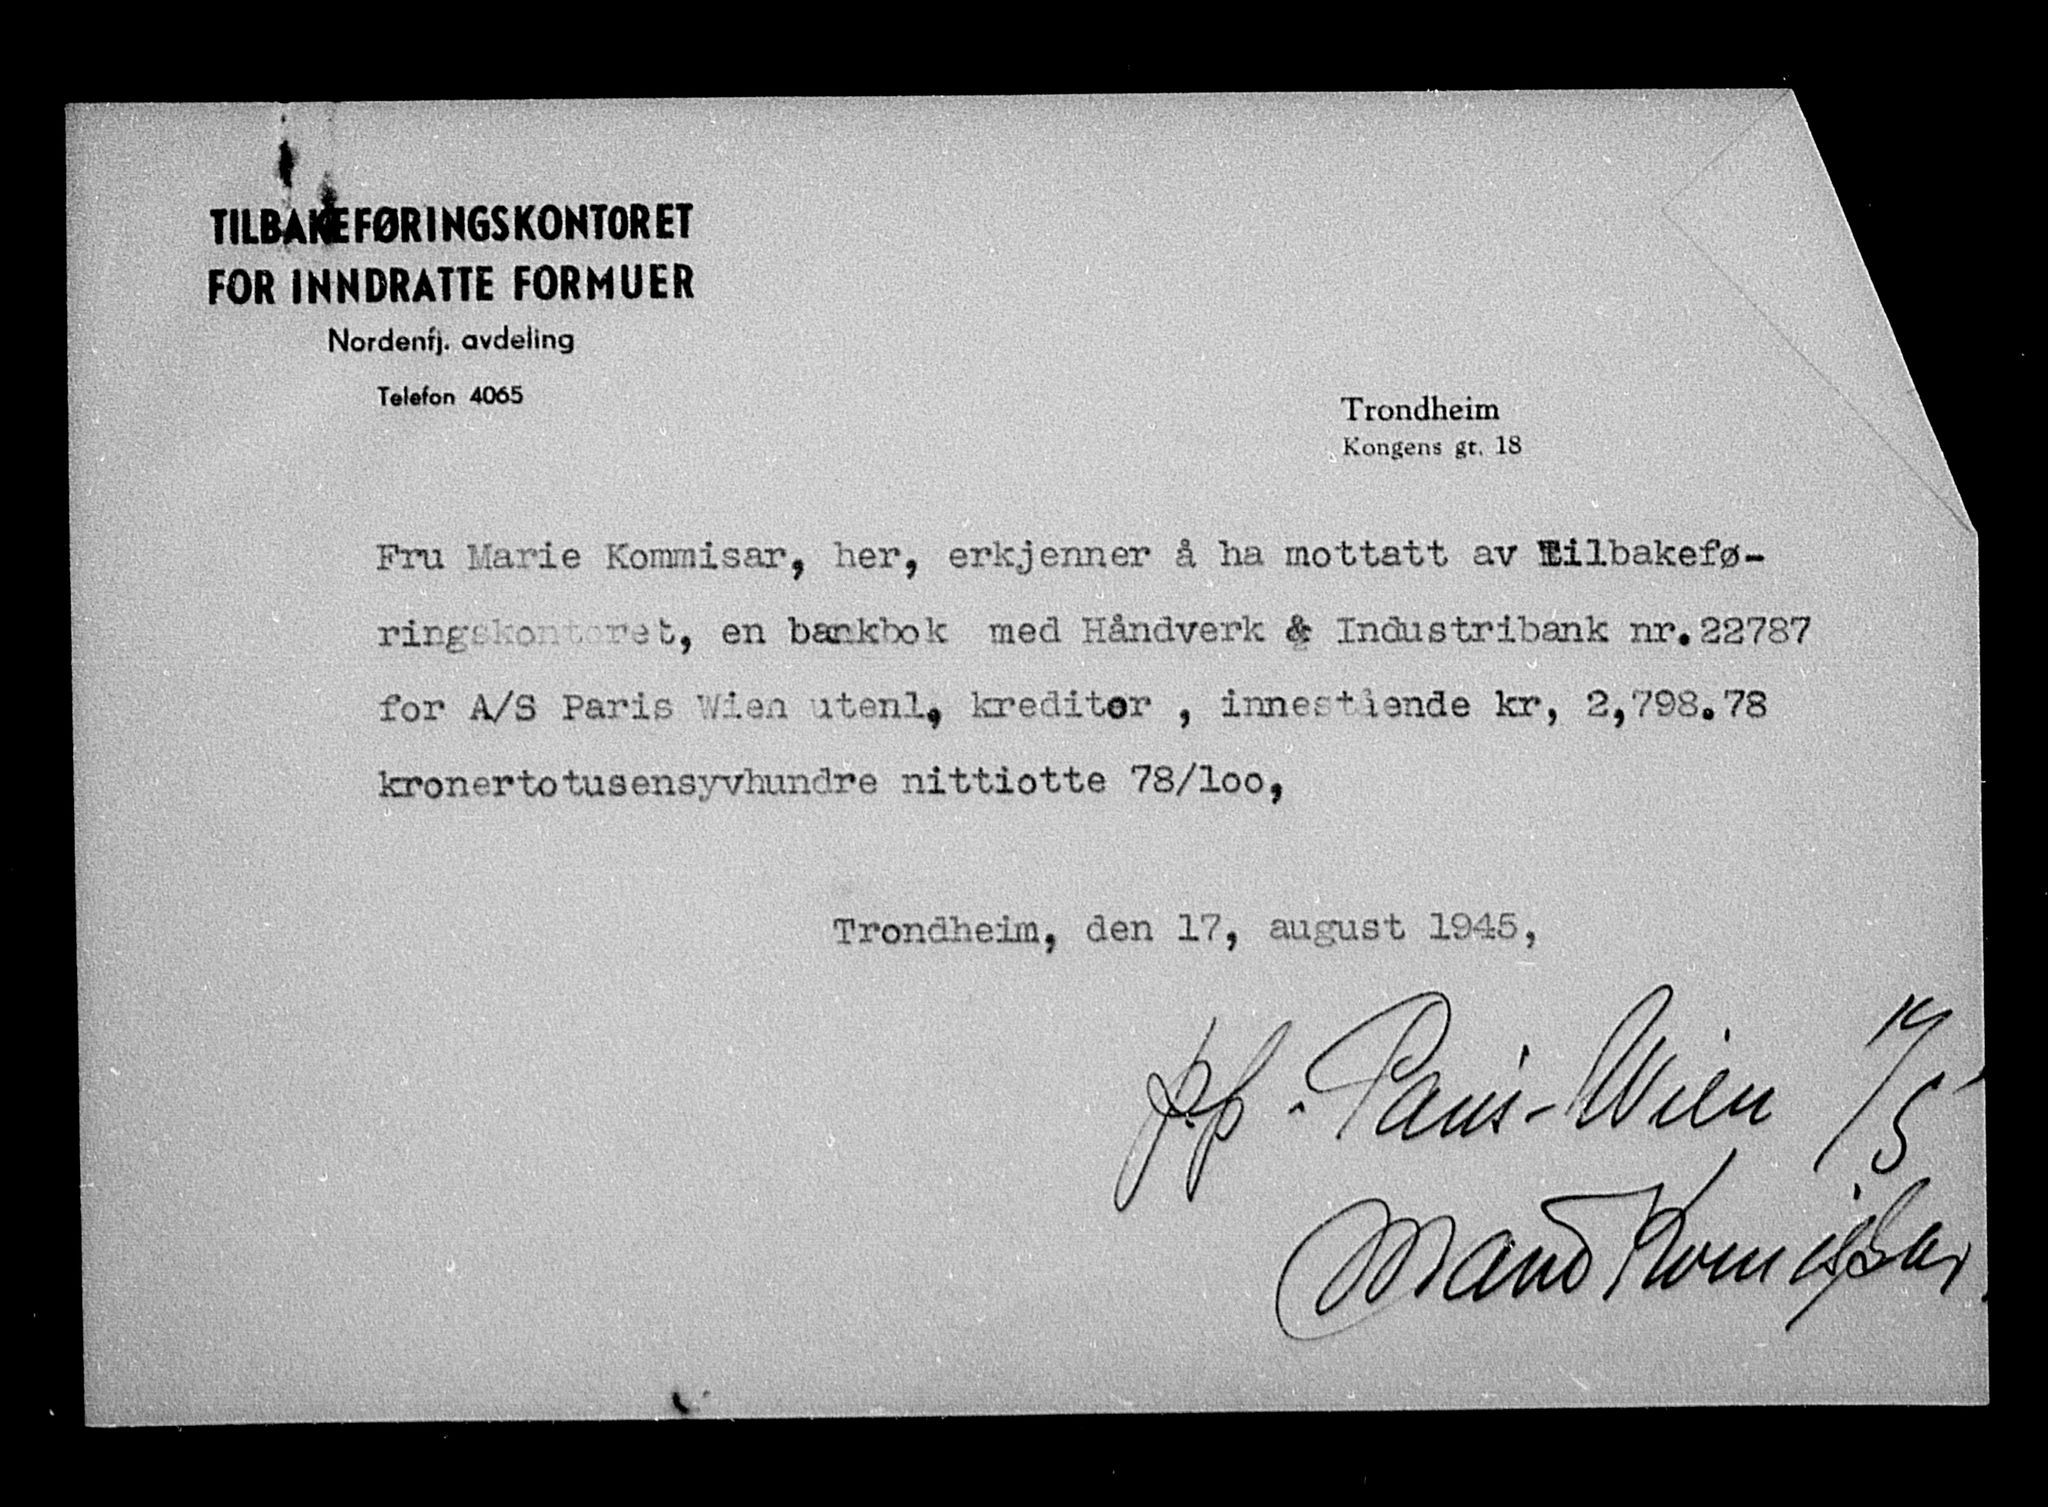 TILBAKEFØRINGSKONTORET
FOR INNDRATTE FORMUER
Nordenfj. avdeling
Telefon 4065
Trondheim
Kongens gt. 18
Fru Marie Kommisar, her, erkjenner å ha mottatt av Tilbakefø-
ringskontoret, en bankbok med Håndverk & Industribank nr.22787
for A/S Paris Wien utenl, kreditor , innestående kr, 2,798.78
kronertotusensyvhundre nittiotte 78/loo,
Trondheim, den 17, august 1945,
p.p. Paris-Wien A/S
Marie Komissar